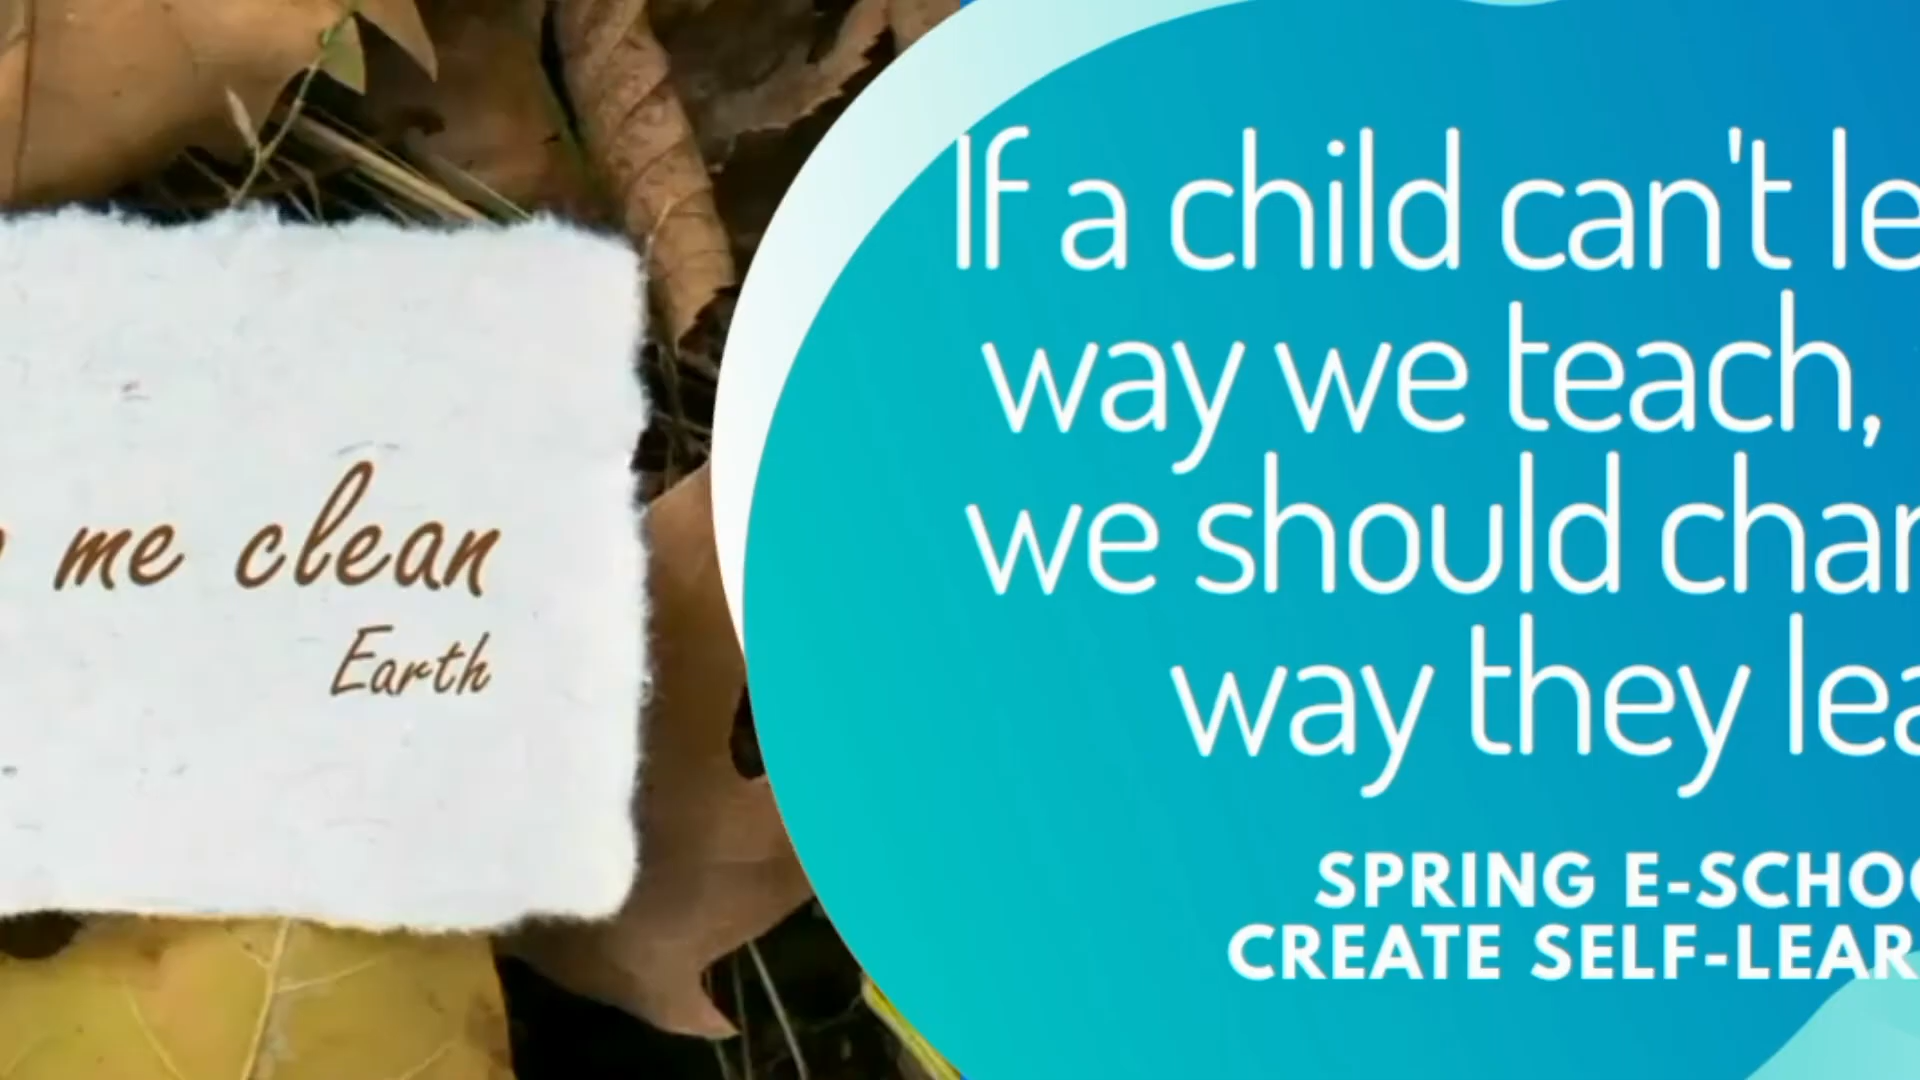 me clean
Earth
If a child can't le
way we teach,
we should chan
way they lea
SPRING E-SCHOO
CREATE SELF-LEAR